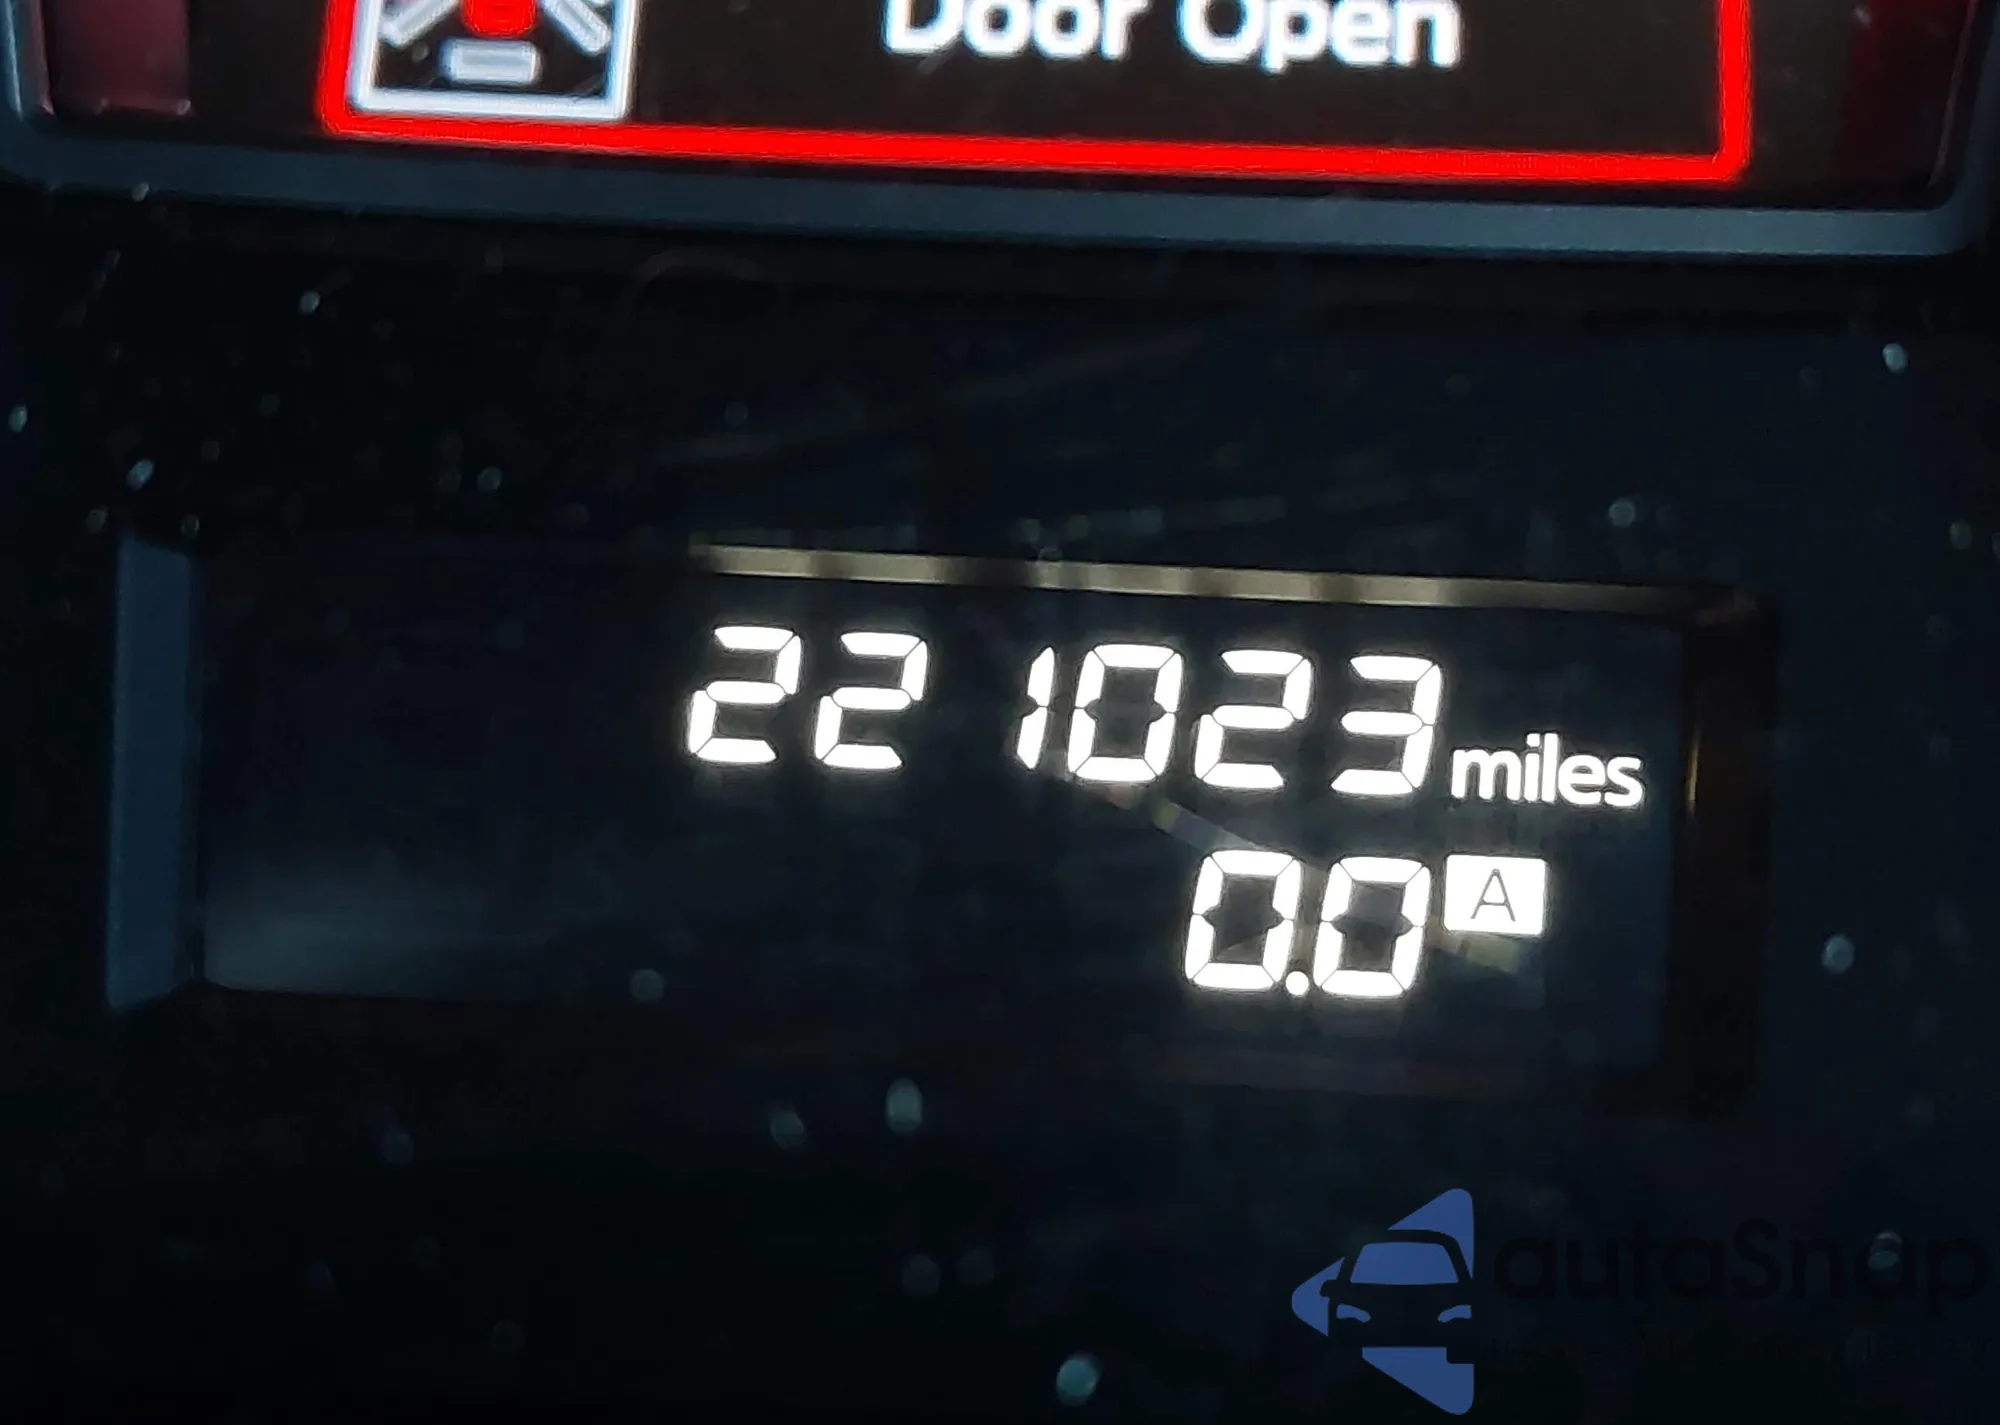 Door Open
221023 miles
0.0 A
autoSnap